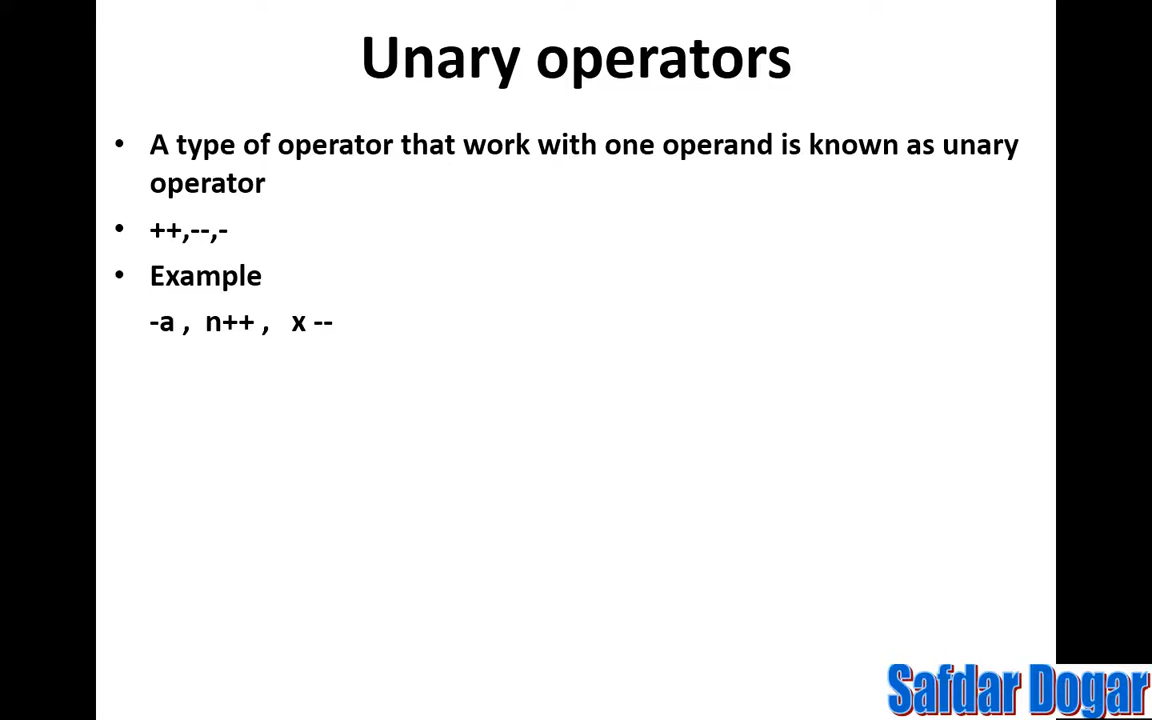 Unary operators
• A type of operator that work with one operand is known as unary
operator
• ++,--,-
• Example
-a , n++ , x --
Safdar Dogar